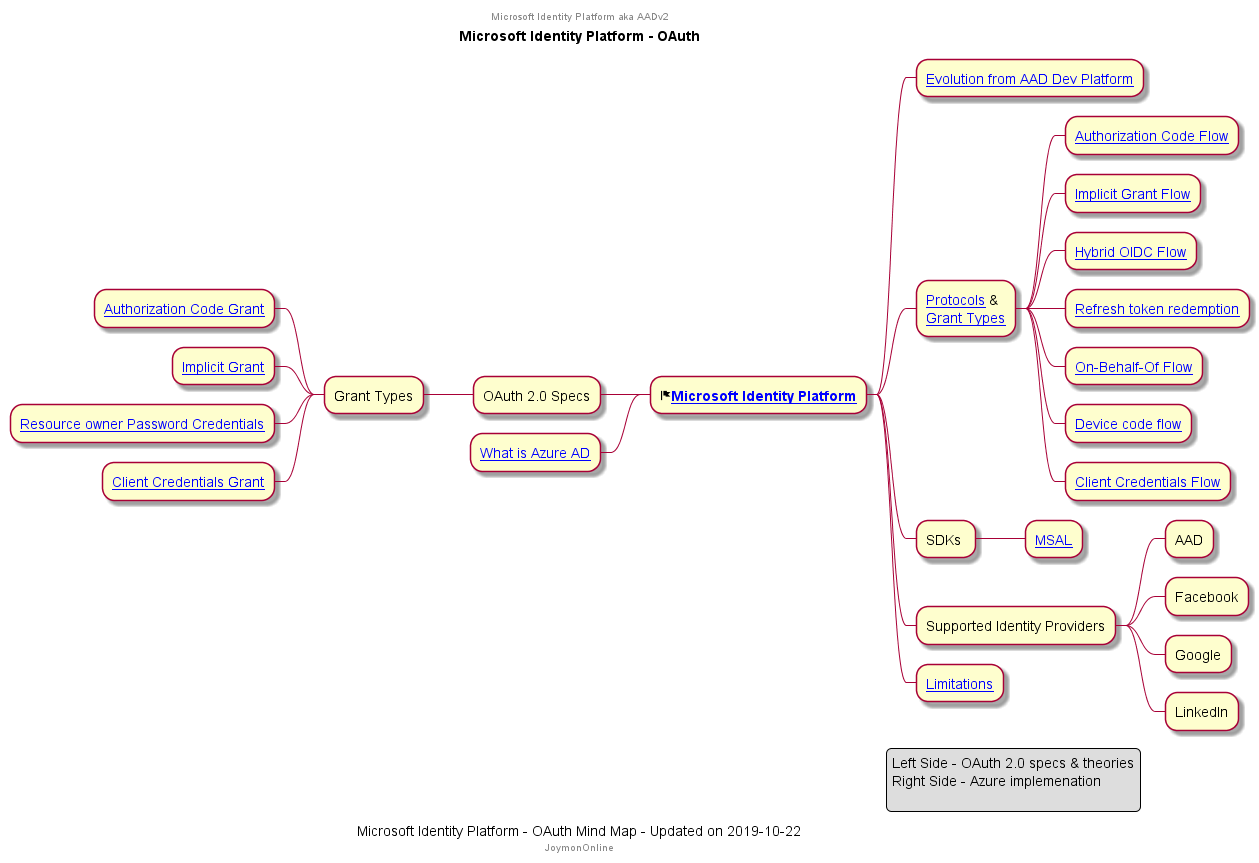 Microsoft Identity Platform aka AADv2
Microsoft Identity Platform - OAuth
Evolution from AAD Dev Platform
Authorization Code Flow
Implicit Grant Flow
Hybrid OIDC Flow
Protocols &
Grant Types
Refresh token redemption
On-Behalf-Of Flow
Device code flow
Client Credentials Flow
Authorization Code Grant
Implicit Grant
Resource owner Password Credentials
Client Credentials Grant
Grant Types
OAuth 2.0 Specs
What is Azure AD
Microsoft Identity Platform
SDKs
MSAL
Supported Identity Providers
AAD
Facebook
Google
LinkedIn
Limitations
Left Side - OAuth 2.0 specs & theories
Right Side - Azure implemenation
Microsoft Identity Platform - OAuth Mind Map - Updated on 2019-10-22
JoymonOnline